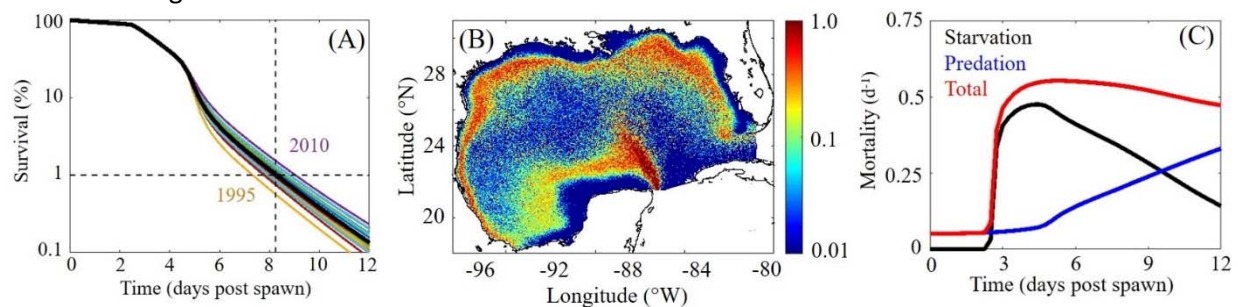 100
10
1
0.1
Survival (%)
(A)
2010
1995
0 2 4 6 8 10 12
Time (days post spawn)
(B)
28
26
24
22
20
Latitude (°N)
-96 -92 -88 -84 -80
Longitude (°W)
1.0
0.1
0.01
(C)
Starvation
Predation
Total
0.5
0.25
0
Mortality (d⁻¹)
0 3 6 9 12
Time (days post spawn)